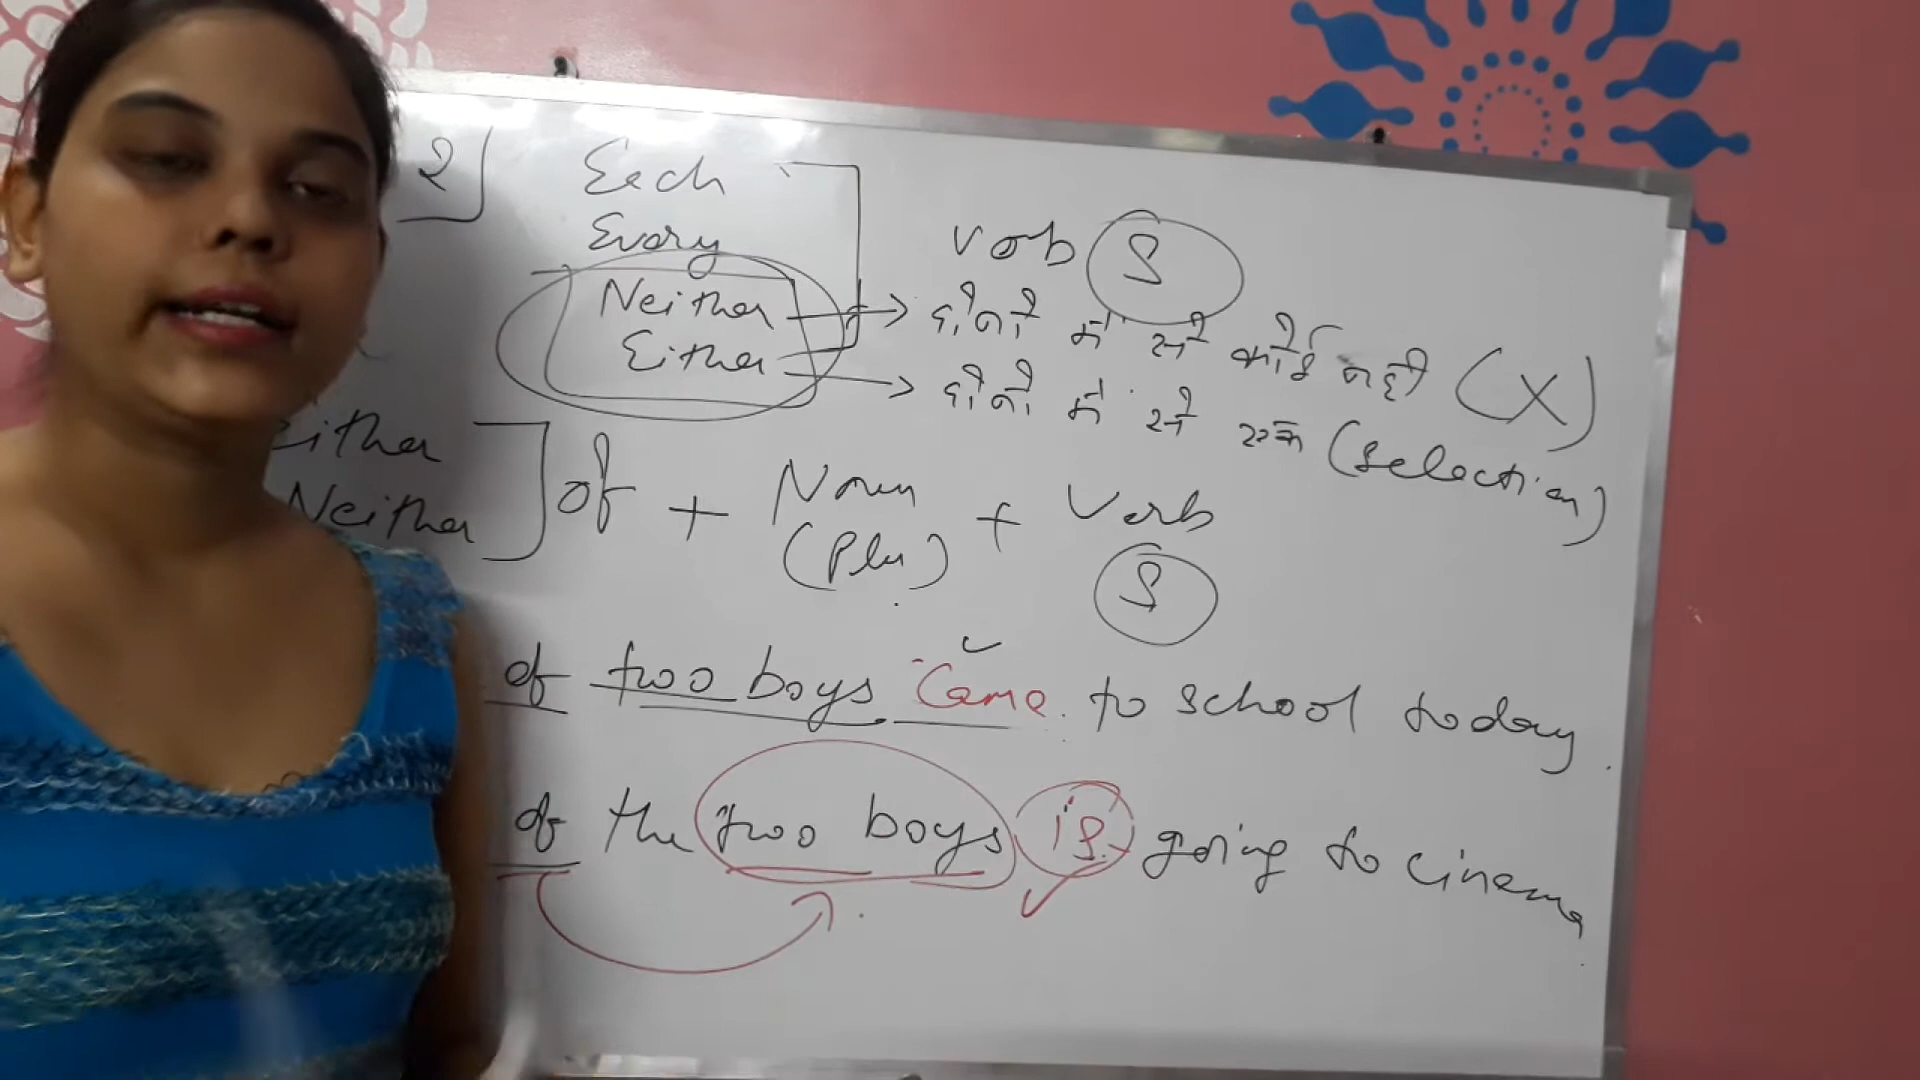 2] Each
Every
Verb S
Neither → दोनों में से कोई नहीं (X)
Either → दोनों में से एक (Selection)
Either
Neither ] of + Noun (Plu) + Verb S
of two boys came to school today.
of the two boys is going to cinema